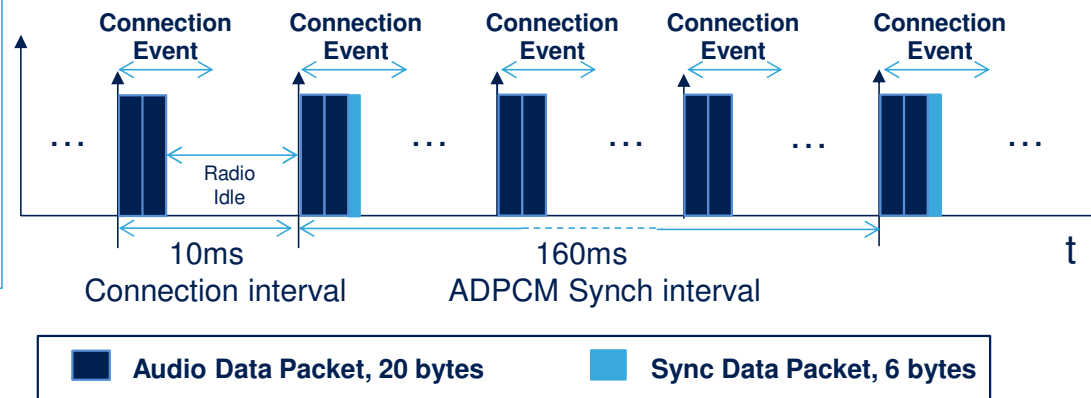 Connection Event
Connection Event
Connection Event
Connection Event
Connection Event
... ... ... ... ...
Radio Idle
10ms
160ms
t
Connection interval
ADPCM Synch interval
Audio Data Packet, 20 bytes
Sync Data Packet, 6 bytes